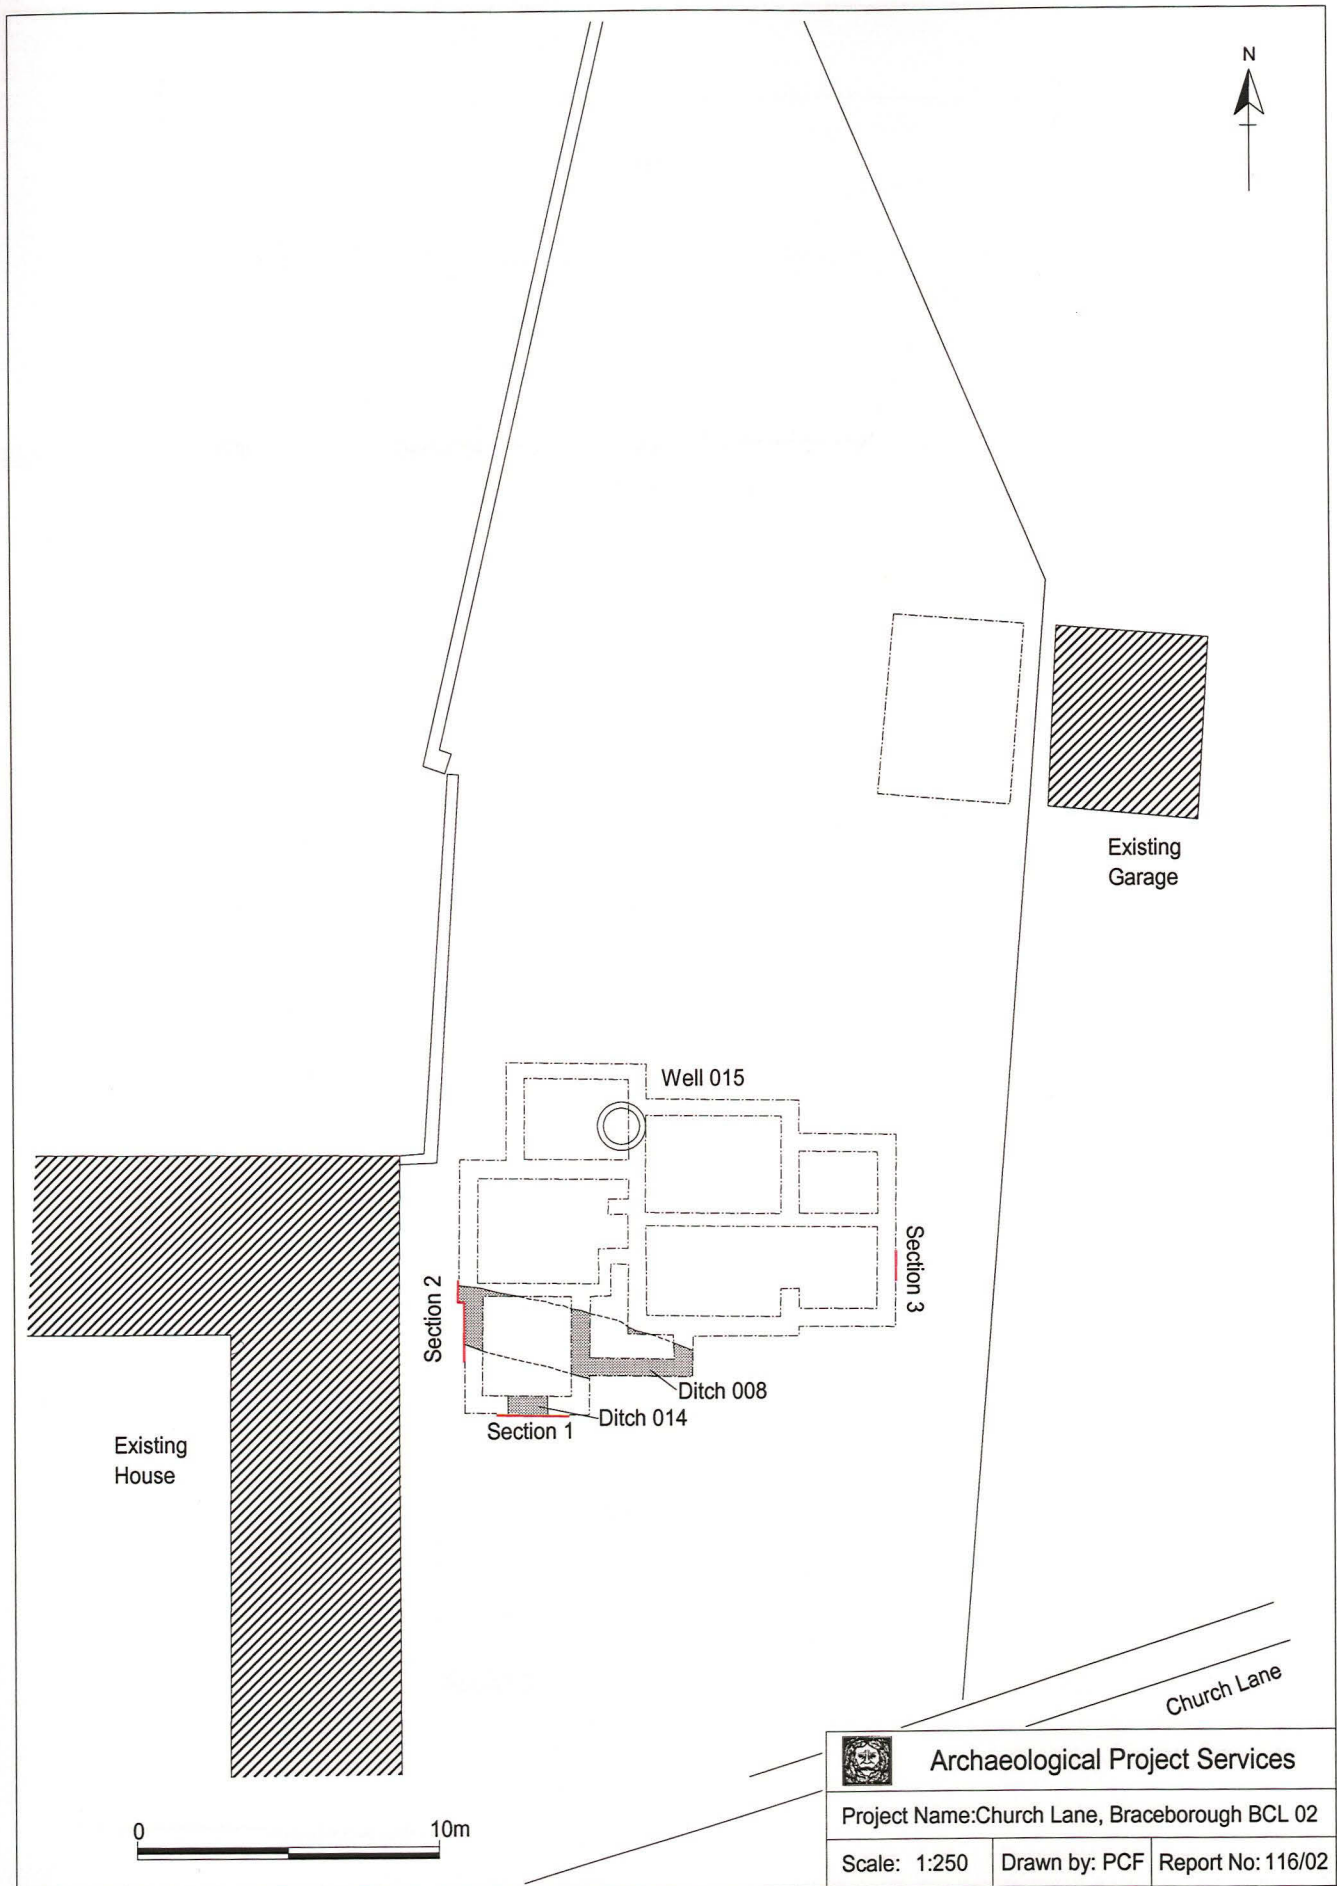 N
Existing
Garage
Well 015
Section 2
Section 3
Ditch 008
Ditch 014
Section 1
Existing
House
Church Lane
0 10m
Archaeological Project Services
Project Name:Church Lane, Braceborough BCL 02
Scale: 1:250 Drawn by: PCF Report No: 116/02